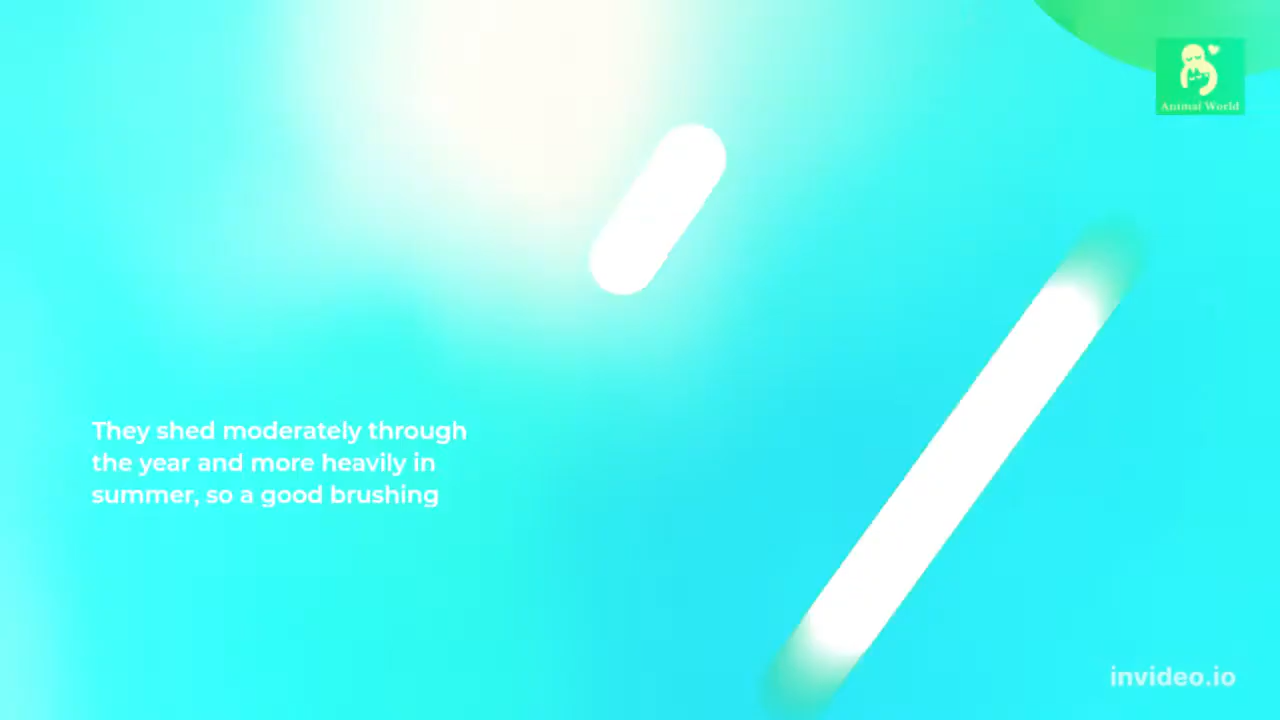 Animal World
They shed moderately through
the year and more heavily in
summer, so a good brushing
invideo.io